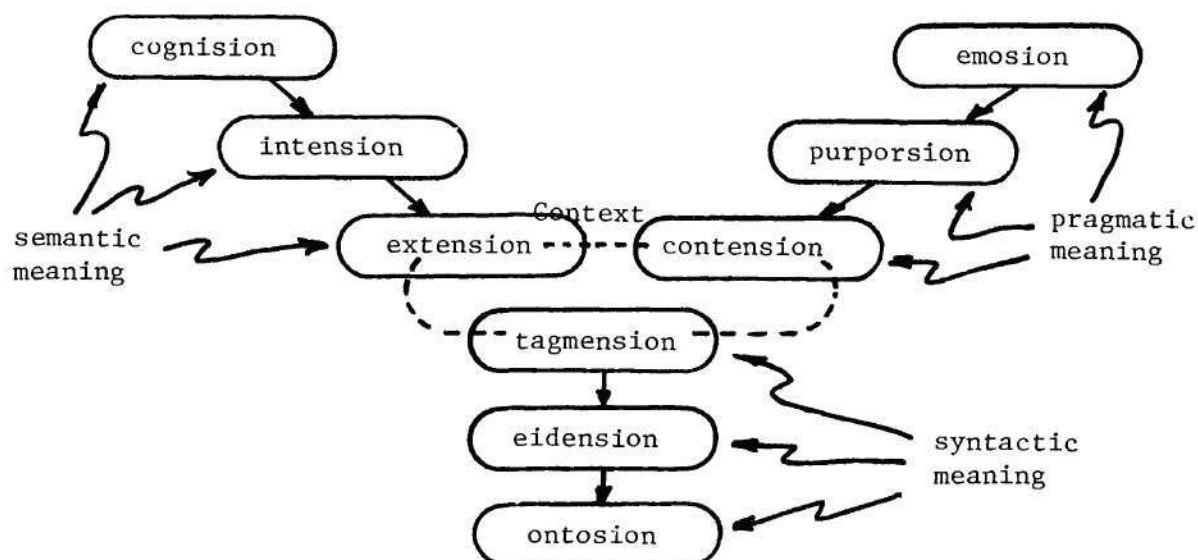 cognision
emosion
intension
purporsion
Context
semantic
meaning
extension
contension
pragmatic
meaning
tagmension
eidension
syntactic
meaning
ontosion